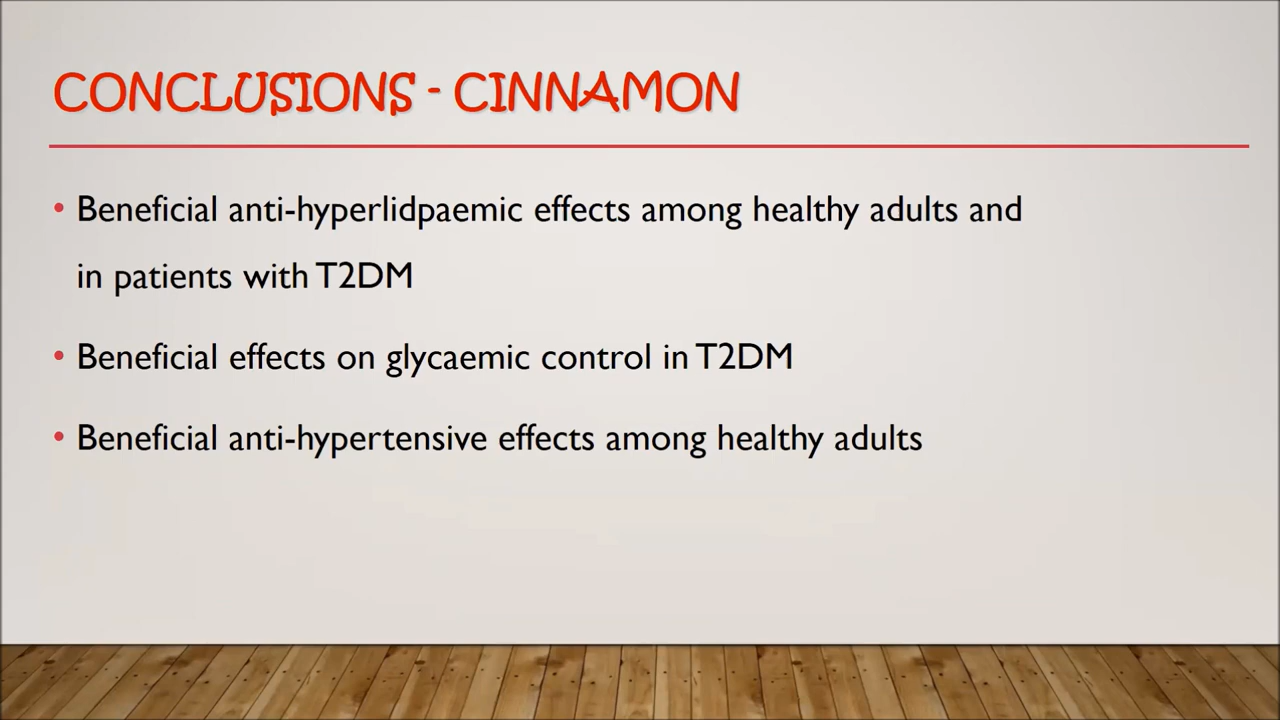 CONCLUSIONS - CINNAMON
• Beneficial anti-hyperlidpaemic effects among healthy adults and
in patients with T2DM
• Beneficial effects on glycaemic control in T2DM
• Beneficial anti-hypertensive effects among healthy adults